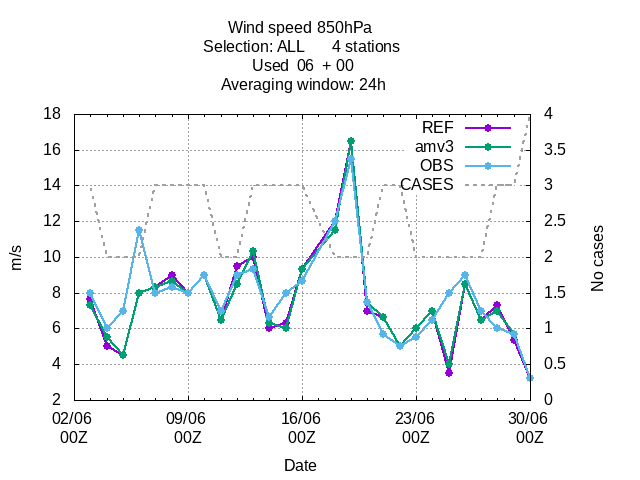 Wind speed 850hPa
Selection: ALL 4 stations
Used 06 + 00
Averaging window: 24h
18 4
16 3.5
14 3
12 2.5
10 2
8 1.5
6 1
4 0.5
2 0
REF
amv3
OBS
CASES
m/s
No cases
02/06 09/06 16/06 23/06 30/06
00Z 00Z 00Z 00Z 00Z
Date